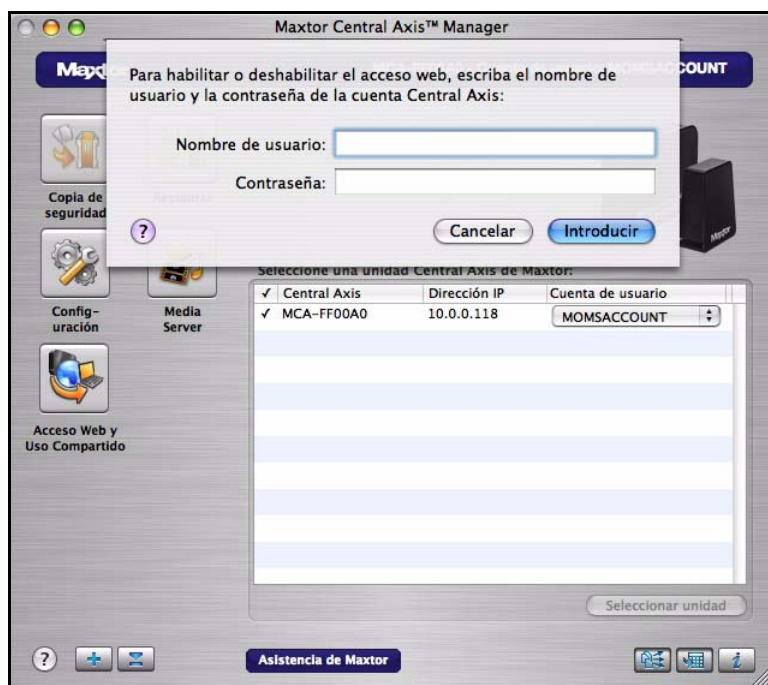 Maxtor Central Axis™ Manager
COUNT
Para habilitar o deshabilitar el acceso web, escriba el nombre de
usuario y la contraseña de la cuenta Central Axis:
Nombre de usuario:
Contraseña:
?
Cancelar
Introducir
Maxtor
Copia de
seguridad
Config-
uración
Media
Server
Acceso Web y
Uso Compartido
Seleccione una unidad Central Axis de Maxtor:
✓ Central Axis Dirección IP Cuenta de usuario
✓ MCA-FF00A0 10.0.0.118 MOMSACCOUNT
Seleccionar unidad
?
Asistencia de Maxtor
i